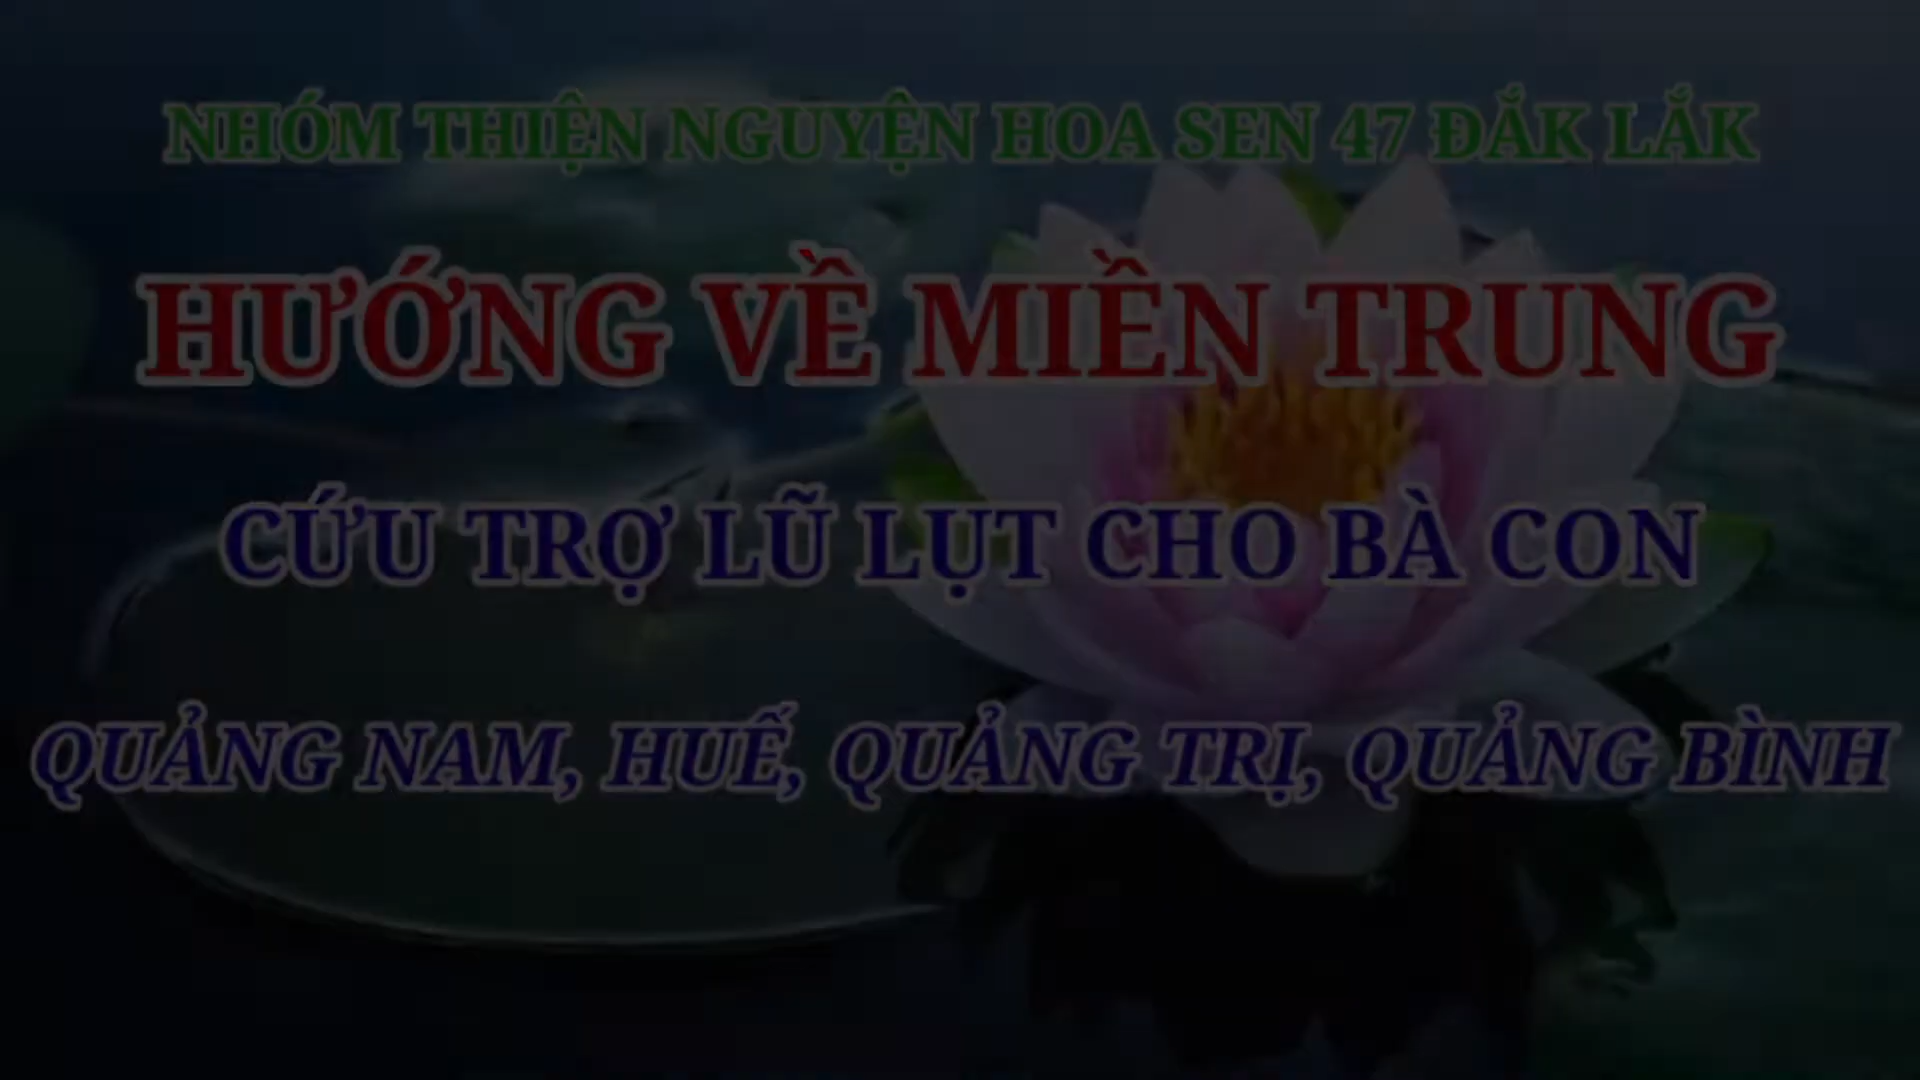 NHÓM THIỆN NGUYỆN HOA SEN 47 ĐẮK LẮK
HƯỚNG VỀ MIỀN TRUNG
CỨU TRỢ LŨ LỤT CHO BÀ CON
QUẢNG NAM, HUẾ, QUẢNG TRỊ, QUẢNG BÌNH